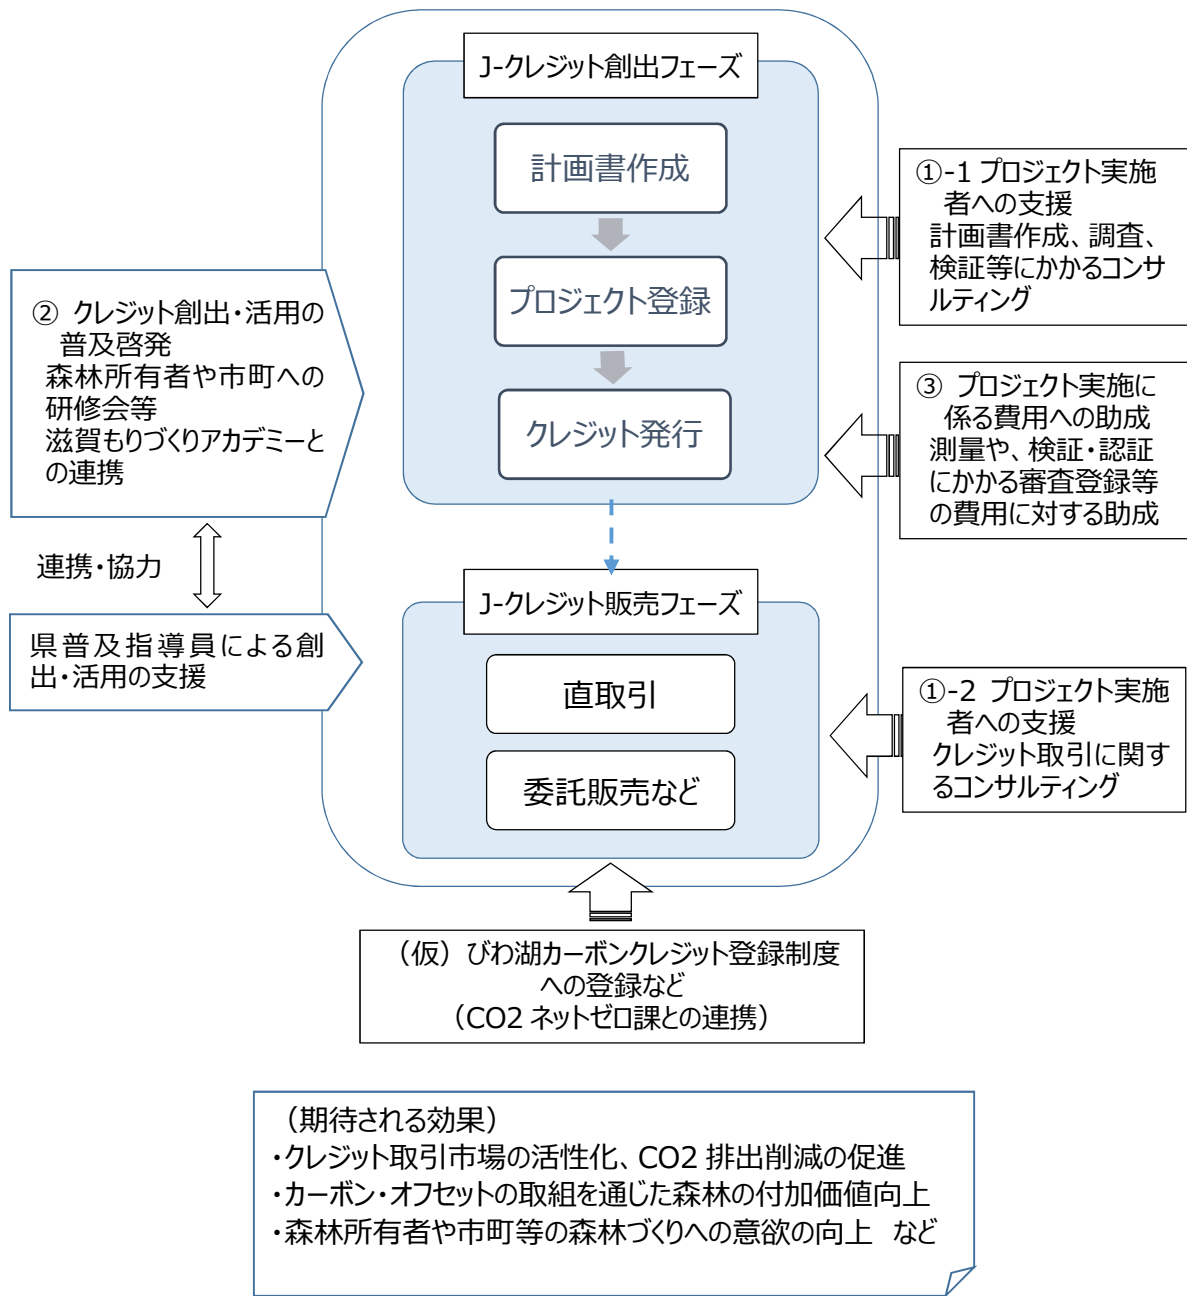 J-クレジット創出フェーズ
計画書作成
プロジェクト登録
クレジット発行
①-1 プロジェクト実施
者への支援
計画書作成、調査、
検証等にかかるコンサ
ルティング
② クレジット創出・活用の
普及啓発
森林所有者や市町への
研修会等
滋賀もりづくりアカデミーと
の連携
③ プロジェクト実施に
係る費用への助成
測量や、検証・認証
にかかる審査登録等
の費用に対する助成
連携・協力
県普及指導員による創
出・活用の支援
J-クレジット販売フェーズ
直取引
委託販売など
①-2 プロジェクト実施
者への支援
クレジット取引に関す
るコンサルティング
（仮）びわ湖カーボンクレジット登録制度
への登録など
（CO2 ネットゼロ課との連携）
（期待される効果）
・クレジット取引市場の活性化、CO2 排出削減の促進
・カーボン・オフセットの取組を通じた森林の付加価値向上
・森林所有者や市町等の森林づくりへの意欲の向上 など